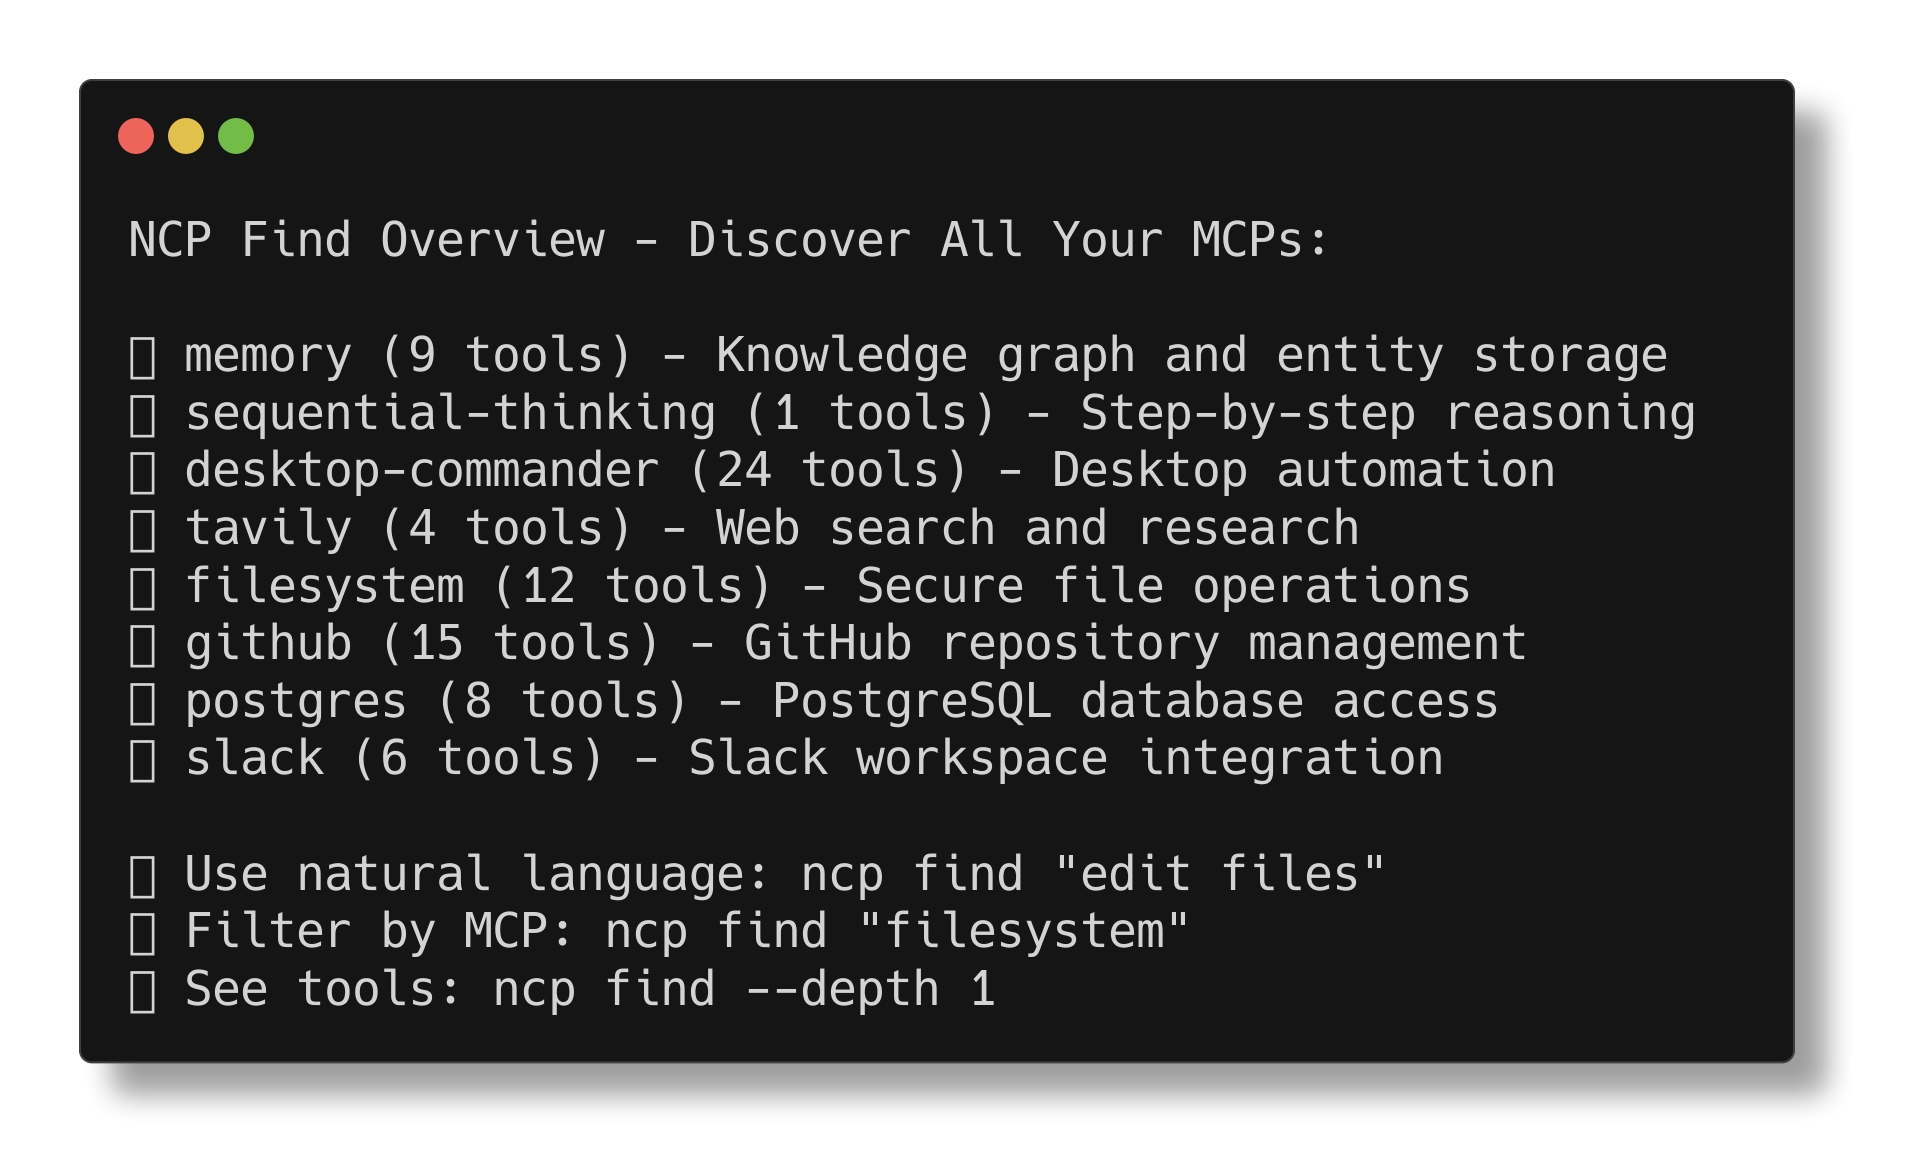 NCP Find Overview - Discover All Your MCPs:
▯ memory (9 tools) - Knowledge graph and entity storage
▯ sequential-thinking (1 tools) - Step-by-step reasoning
▯ desktop-commander (24 tools) - Desktop automation
▯ tavily (4 tools) - Web search and research
▯ filesystem (12 tools) - Secure file operations
▯ github (15 tools) - GitHub repository management
▯ postgres (8 tools) - PostgreSQL database access
▯ slack (6 tools) - Slack workspace integration
▯ Use natural language: ncp find "edit files"
▯ Filter by MCP: ncp find "filesystem"
▯ See tools: ncp find --depth 1